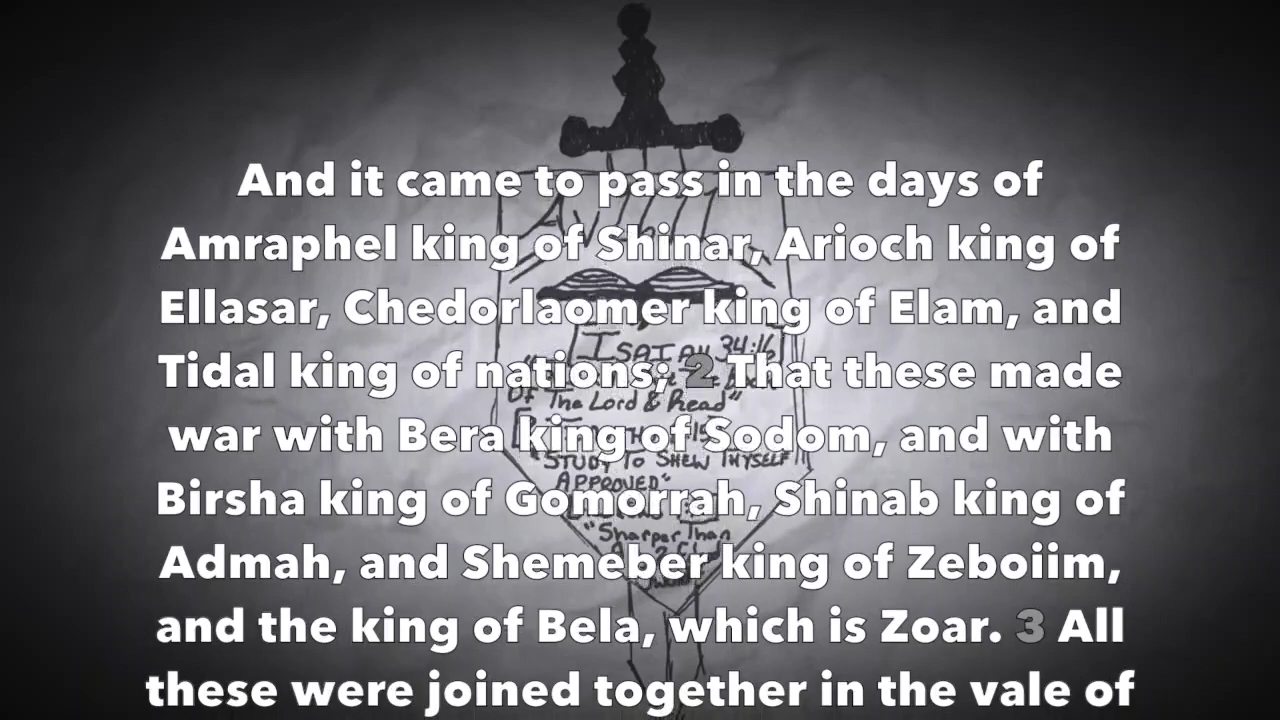 And it came to pass in the days of
Amraphel king of Shinar, Arioch king of
Ellasar, Chedorlaomer king of Elam, and
Tidal king of nations; 2 That these made
war with Bera king of Sodom, and with
Birsha king of Gomorrah, Shinab king of
Admah, and Shemeber king of Zeboiim,
and the king of Bela, which is Zoar. 3 All
these were joined together in the vale of
ISAIAH 34:16
Of The Lord & Read"
"STUDY To SHEW THYSELF
APPROVED"
"Sharper Than